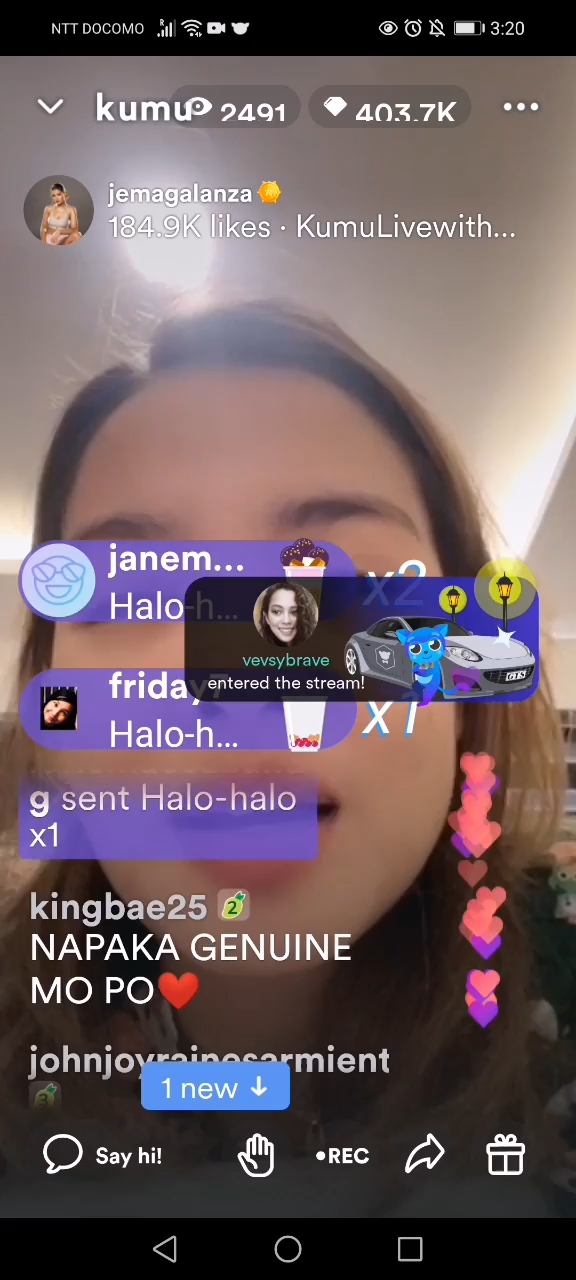 NTT DOCOMO
3:20
kumu 2491 403.7K
jemagalanza
184.9K likes · KumuLivewith...
janem...
x2
Halo-h...
vevsybrave
entered the stream!
GTS
friday
x1
Halo-h...
g sent Halo-halo
x1
kingbae25 2
NAPAKA GENUINE
MO PO
johnjoyrainesarmient
3
1 new
Say hi!
•REC